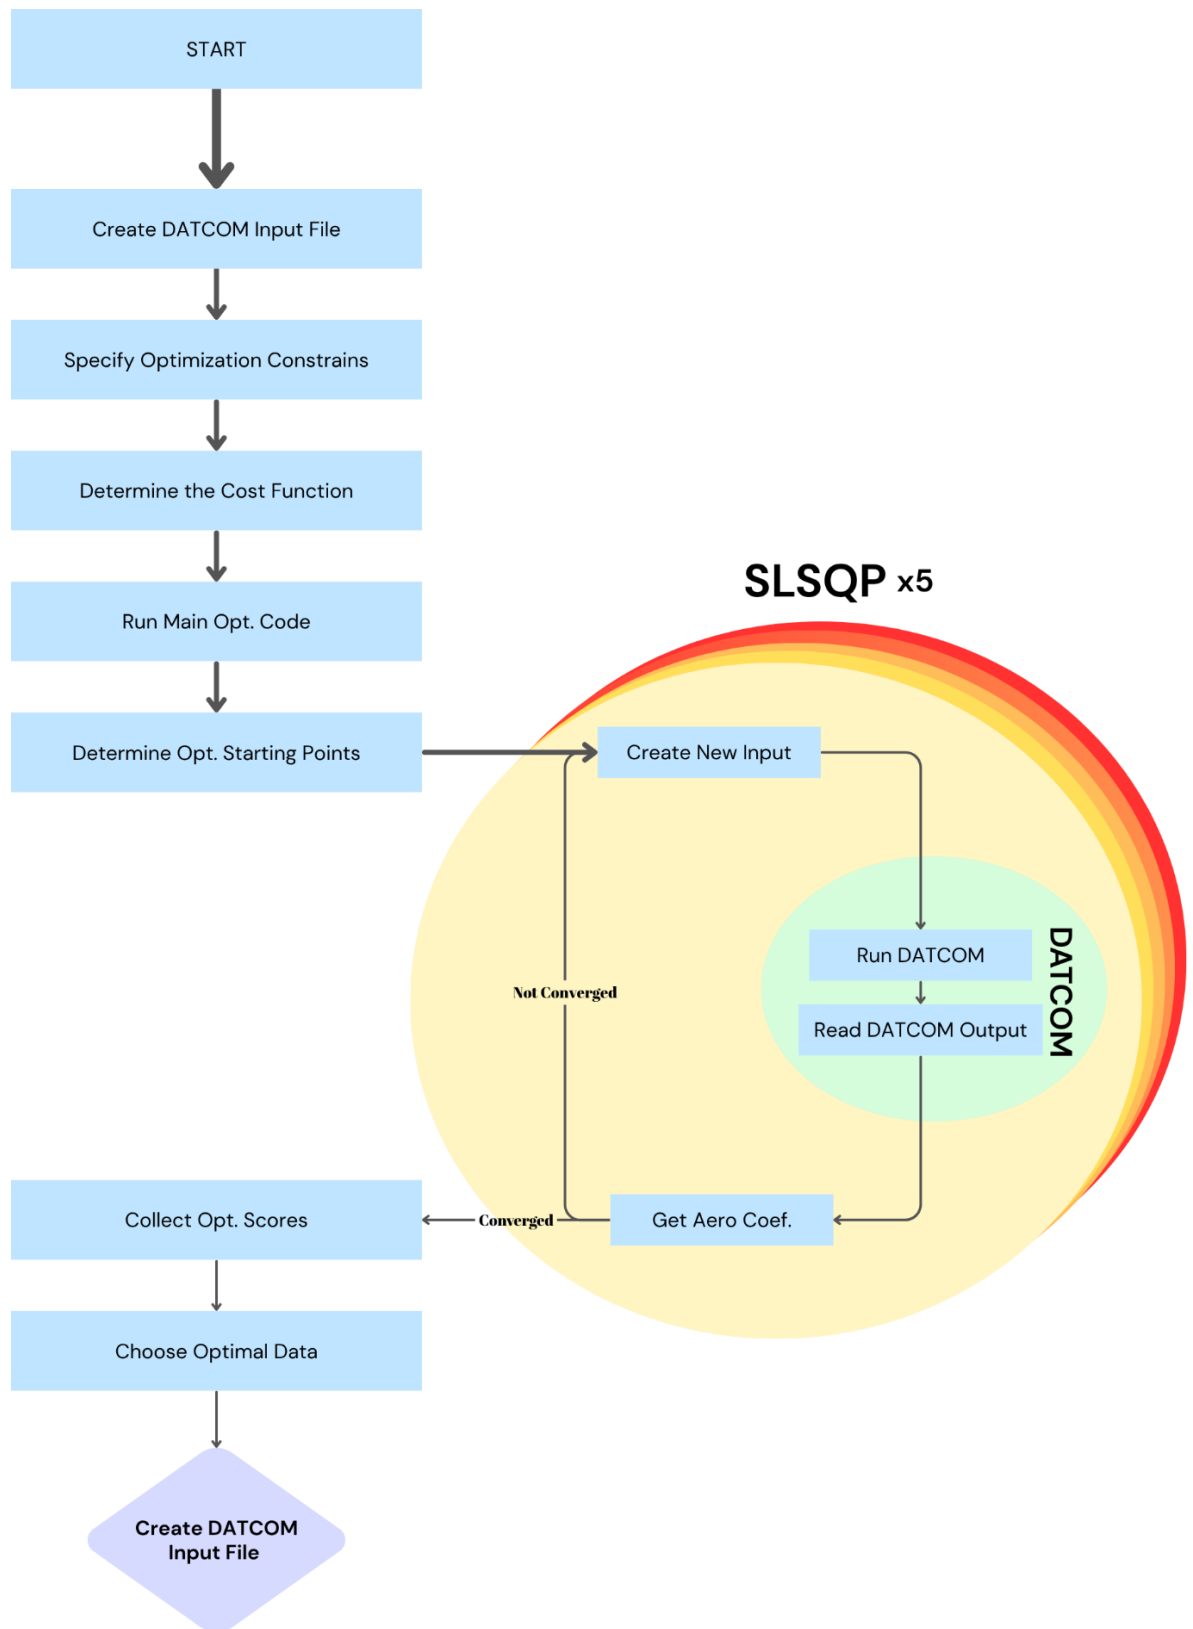 START
Create DATCOM Input File
Specify Optimization Constrains
Determine the Cost Function
Run Main Opt. Code
Determine Opt. Starting Points
SLSQP x5
Create New Input
Run DATCOM
Read DATCOM Output
DATCOM
Not Converged
Get Aero Coef.
Converged
Collect Opt. Scores
Choose Optimal Data
Create DATCOM
Input File